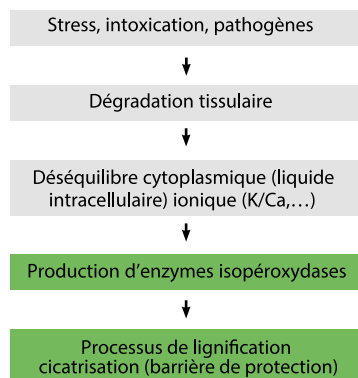 Stress, intoxication, pathogènes
Dégradation tissulaire
Déséquilibre cytoplasmique (liquide
intracellulaire) ionique (K/Ca,…)
Production d’enzymes isopéroxydases
Processus de lignification
cicatrisation (barrière de protection)